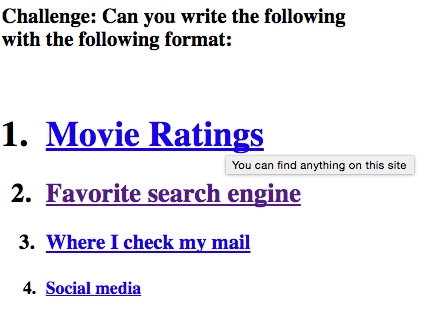 Challenge: Can you write the following
with the following format:
1. Movie Ratings
You can find anything on this site
2. Favorite search engine
3. Where I check my mail
4. Social media